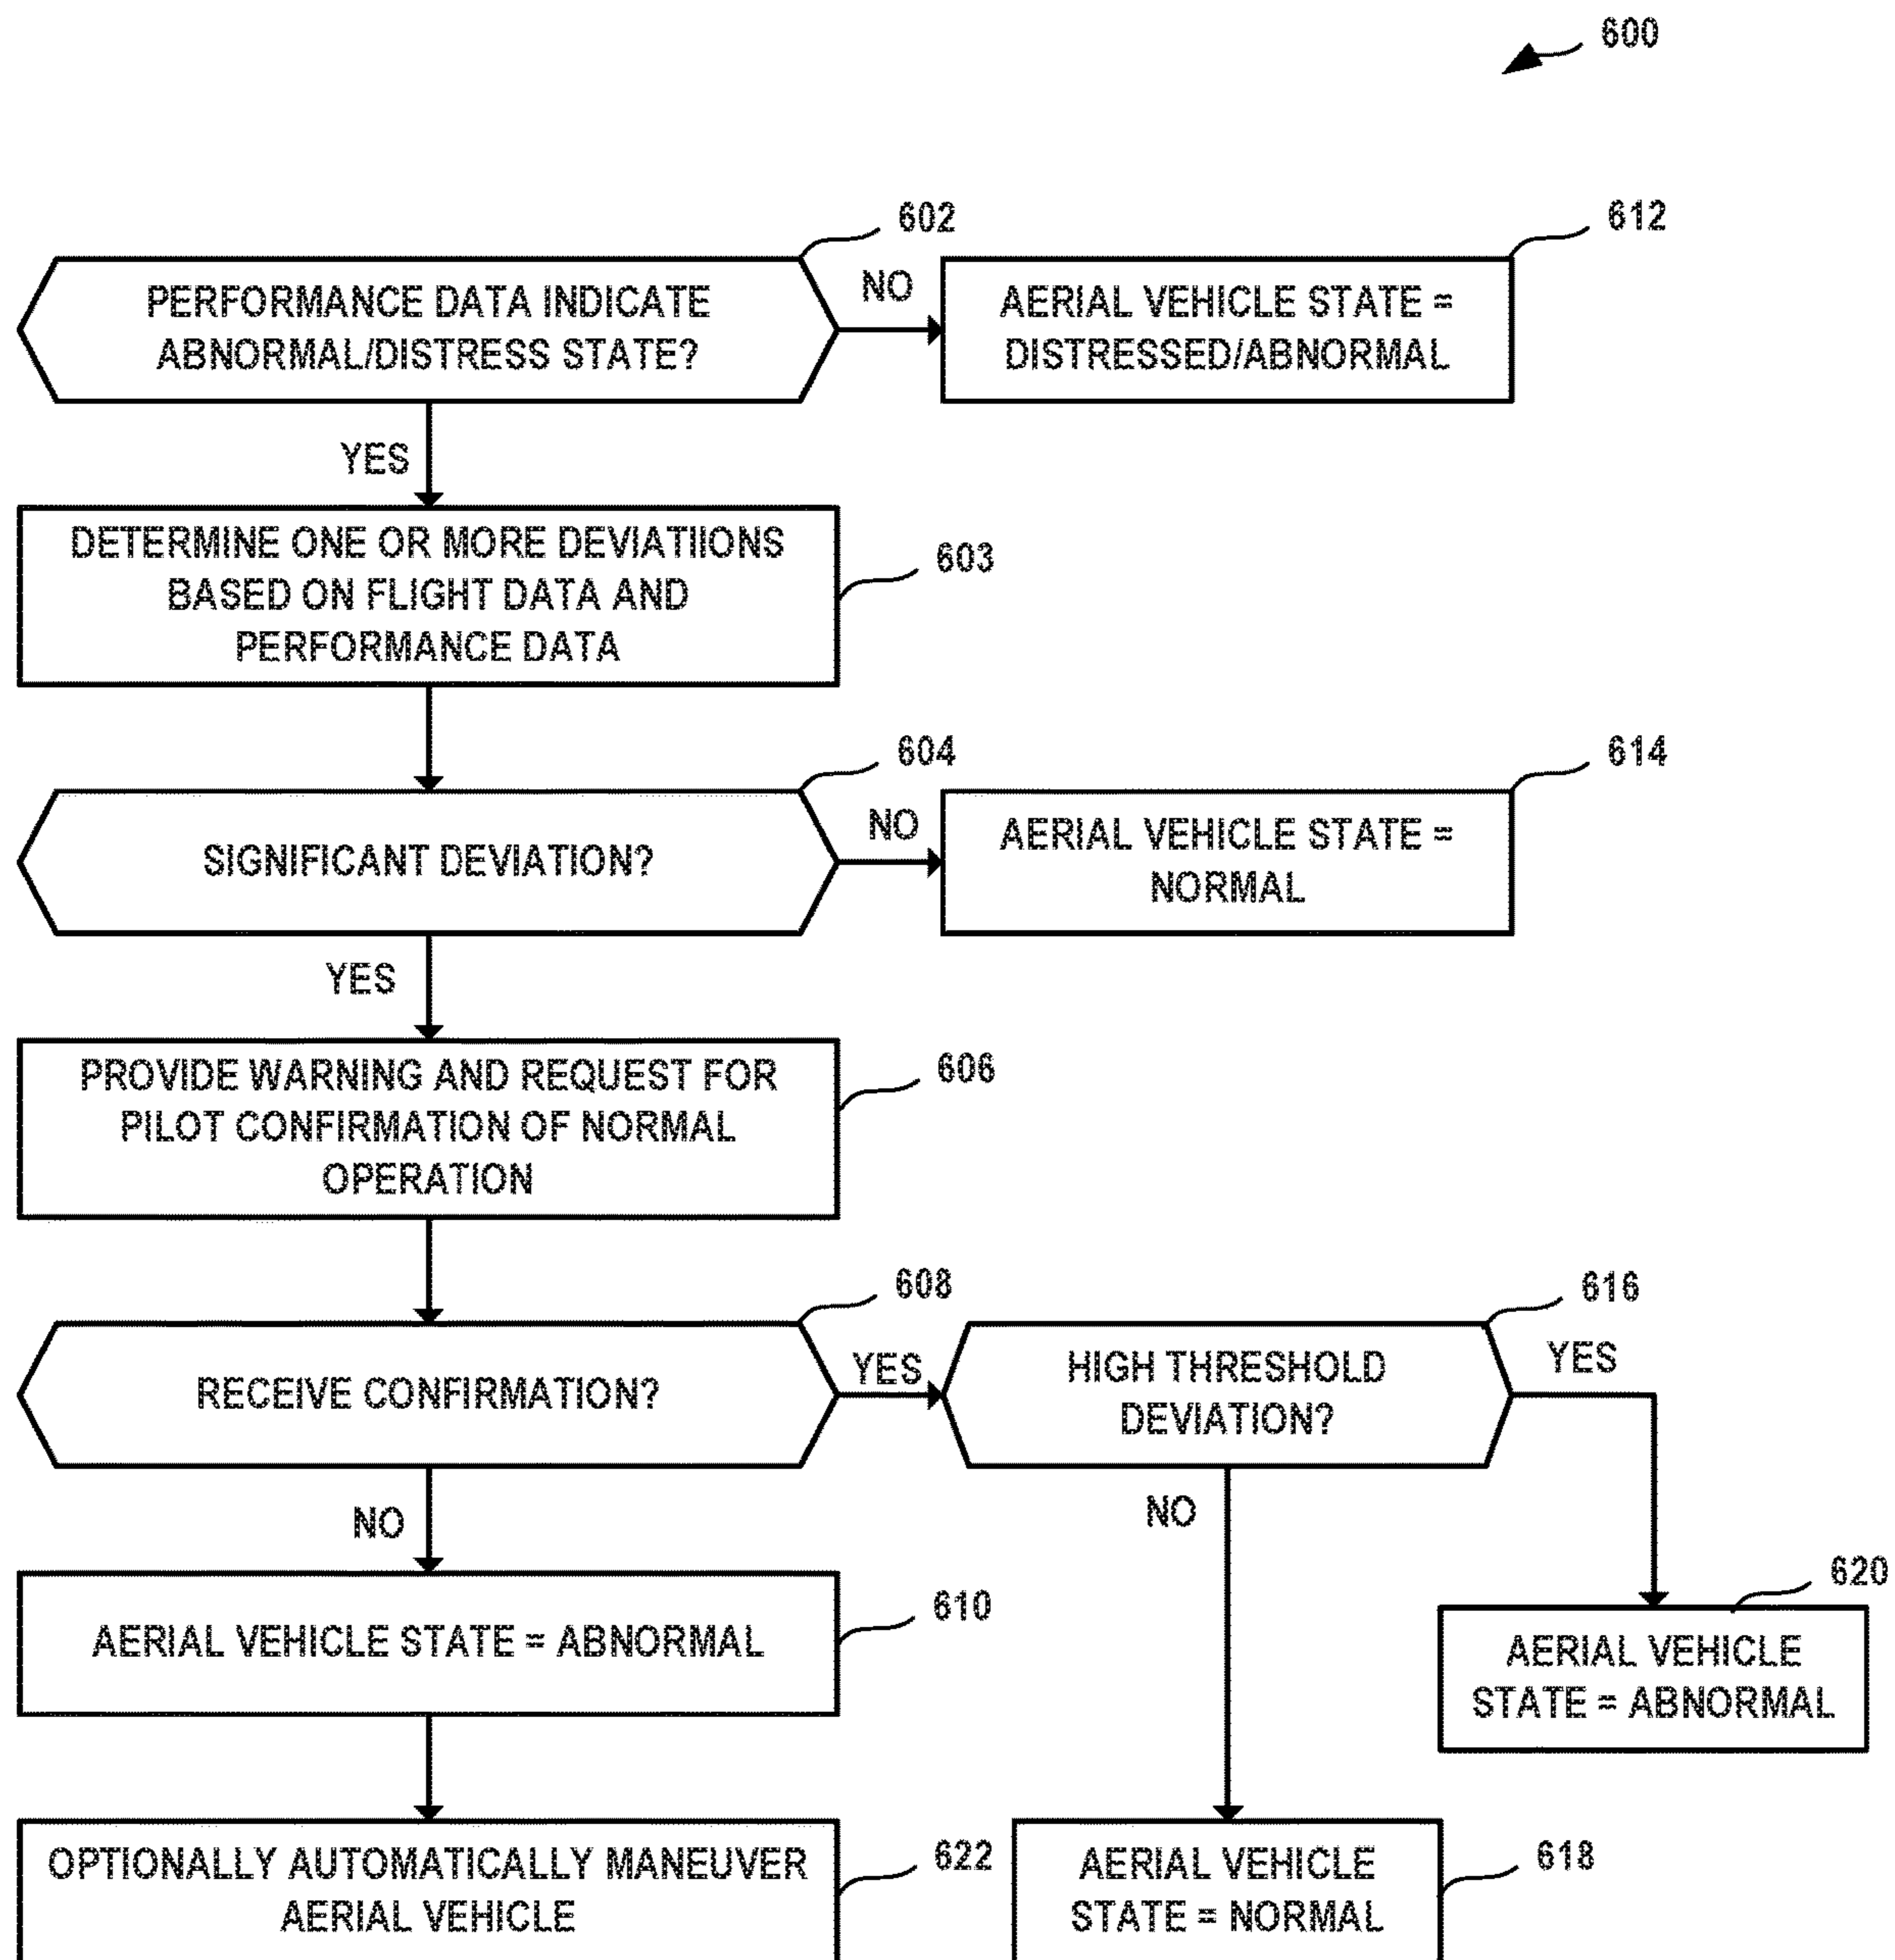 600
602
612
PERFORMANCE DATA INDICATE
ABNORMAL/DISTRESS STATE?
NO
AERIAL VEHICLE STATE =
DISTRESSED/ABNORMAL
YES
DETERMINE ONE OR MORE DEVIATIIONS
BASED ON FLIGHT DATA AND
PERFORMANCE DATA
603
604
614
SIGNIFICANT DEVIATION?
NO
AERIAL VEHICLE STATE =
NORMAL
YES
PROVIDE WARNING AND REQUEST FOR
PILOT CONFIRMATION OF NORMAL
OPERATION
606
608
616
RECEIVE CONFIRMATION?
YES
HIGH THRESHOLD
DEVIATION?
YES
NO
NO
AERIAL VEHICLE STATE = ABNORMAL
610
620
AERIAL VEHICLE
STATE = ABNORMAL
OPTIONALLY AUTOMATICALLY MANEUVER
AERIAL VEHICLE
622
AERIAL VEHICLE
STATE = NORMAL
618